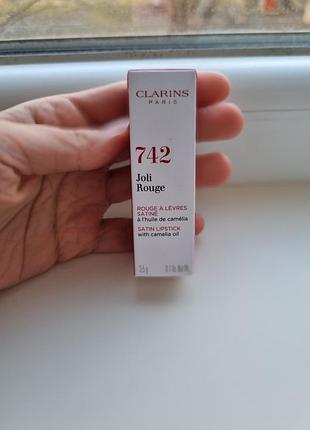 CLARINS
PARIS
742
Joli
Rouge
ROUGE À LÈVRES
SATINÉ
à l'huile de camélia
SATIN LIPSTICK
with camelia oil